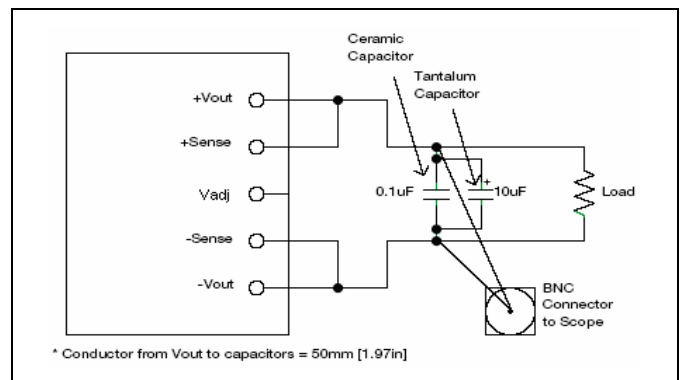 Ceramic
Capacitor
Tantalum
Capacitor
+Vout
+Sense
Vadj
-Sense
-Vout
0.1uF
+
10uF
Load
BNC
Connector
to Scope
* Conductor from Vout to capacitors = 50mm [1.97in]